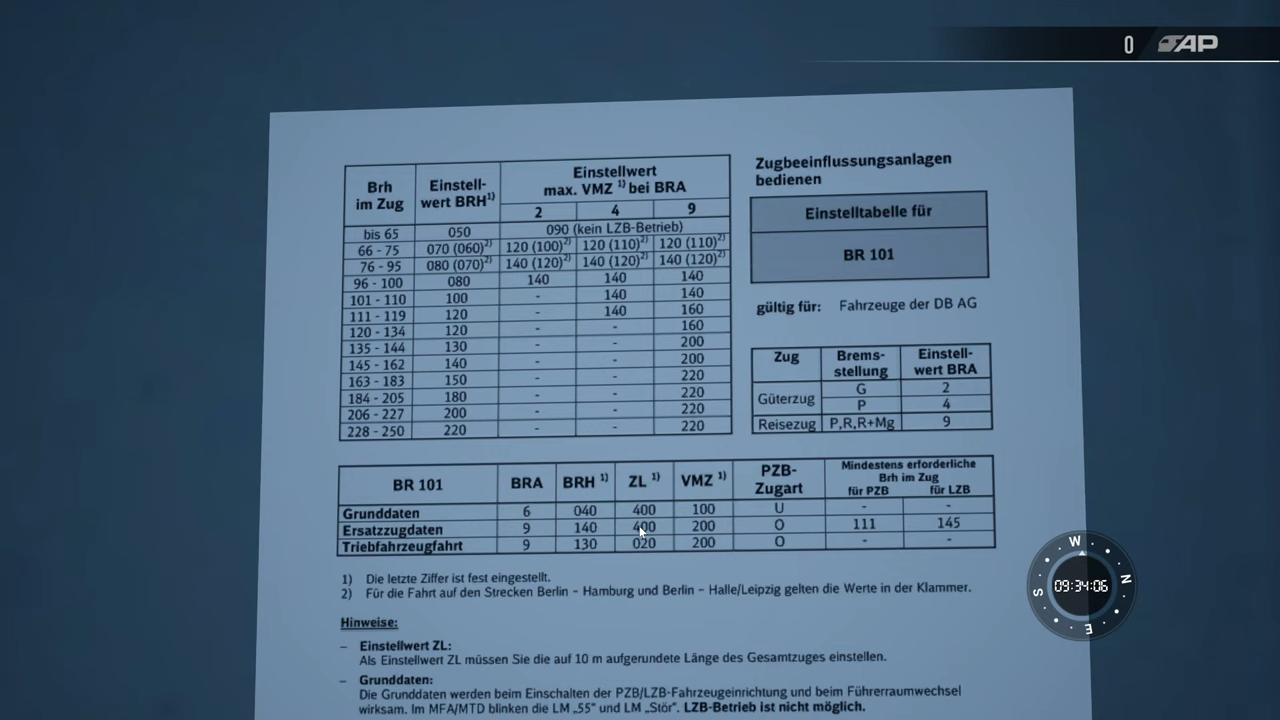 0 AP
Zugbeeinflussungsanlagen
bedienen
Einstelltabelle für
BR 101
gültig für: Fahrzeuge der DB AG
Brh im Zug Einstell-wert BRH1) Einstellwert max. VMZ 1) bei BRA
2 4 9
bis 65 050 090 (kein LZB-Betrieb)
66 - 75 070 (060)2) 120 (100)2) 120 (110)2) 120 (110)2)
76 - 95 080 (070)2) 140 (120)2) 140 (120)2) 140 (120)2)
96 - 100 080 140 140 140
101 - 110 100 - 140 140
111 - 119 120 - 140 160
120 - 134 120 - - 160
135 - 144 130 - - 200
145 - 162 140 - - 200
163 - 183 150 - - 220
184 - 205 180 - - 220
206 - 227 200 - - 220
228 - 250 220 - - 220
Zug Brems-stellung Einstell-wert BRA
Güterzug G 2
P 4
Reisezug P,R,R+Mg 9
BR 101 BRA BRH 1) ZL 1) VMZ 1) PZB-Zugart Mindestens erforderliche Brh im Zug
für PZB für LZB
Grunddaten 6 040 400 100 U - -
Ersatzzugdaten 9 140 400 200 O 111 145
Triebfahrzeugfahrt 9 130 020 200 O - -
1) Die letzte Ziffer ist fest eingestellt.
2) Für die Fahrt auf den Strecken Berlin - Hamburg und Berlin - Halle/Leipzig gelten die Werte in der Klammer.
Hinweise:
– Einstellwert ZL:
Als Einstellwert ZL müssen Sie die auf 10 m aufgerundete Länge des Gesamtzuges einstellen.
– Grunddaten:
Die Grunddaten werden beim Einschalten der PZB/LZB-Fahrzeugeinrichtung und beim Führerraumwechsel
wirksam. Im MFA/MTD blinken die LM „55" und LM „Stör". LZB-Betrieb ist nicht möglich.
W
N
S
E
09:34:06